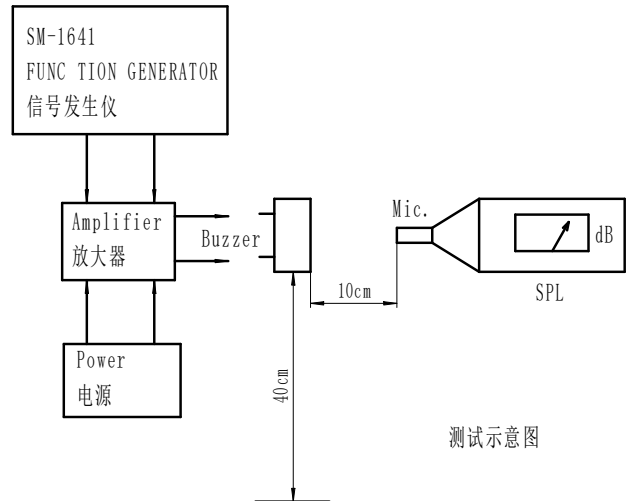 SM-1641
FUNC TION GENERATOR
信号发生仪
Amplifier
放大器
Buzzer
Mic.
dB
SPL
10cm
40cm
Power
电源
测试示意图